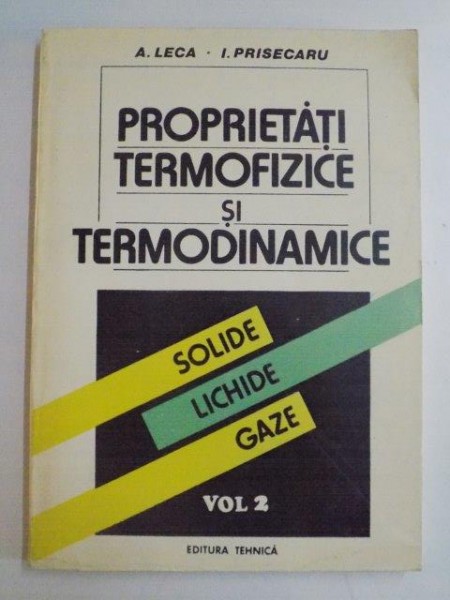 A. LECA · I. PRISECARU
PROPRIETĂȚI
TERMOFIZICE
ȘI
TERMODINAMICE
SOLIDE
LICHIDE
GAZE
VOL 2
EDITURA TEHNICĂ